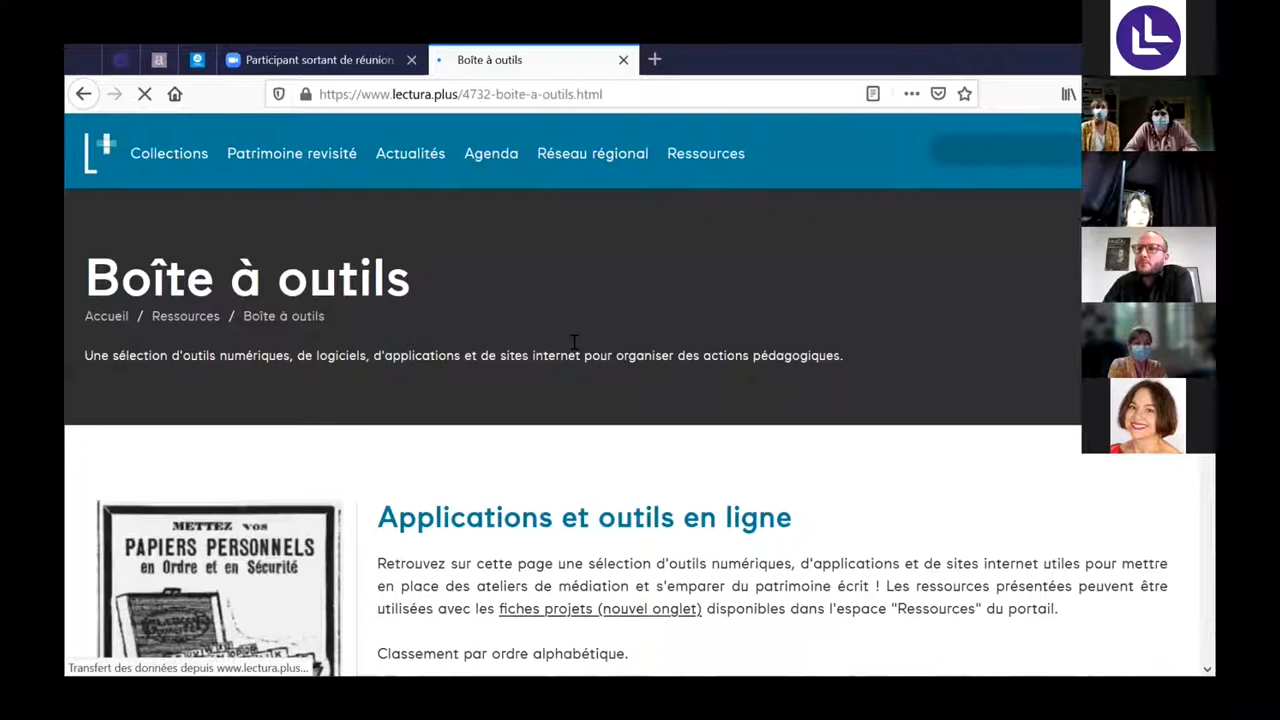 Participant sortant de réunion
Boîte à outils
https://www.lectura.plus/4732-boite-a-outils.html
L+
Collections Patrimoine revisité Actualités Agenda Réseau régional Ressources
Boîte à outils
Accueil / Ressources / Boîte à outils
Une sélection d'outils numériques, de logiciels, d'applications et de sites internet pour organiser des actions pédagogiques.
METTEZ VOS
PAPIERS PERSONNELS
en Ordre et en Sécurité
Applications et outils en ligne
Retrouvez sur cette page une sélection d'outils numériques, d'applications et de sites internet utiles pour mettre
en place des ateliers de médiation et s'emparer du patrimoine écrit ! Les ressources présentées peuvent être
utilisées avec les fiches projets (nouvel onglet) disponibles dans l'espace "Ressources" du portail.
Classement par ordre alphabétique.
Transfert des données depuis www.lectura.plus...